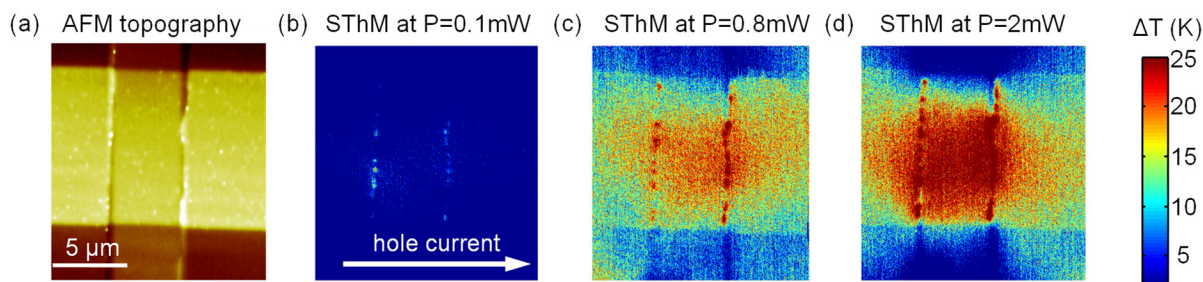 (a) AFM topography
(b) SThM at P=0.1mW
(c) SThM at P=0.8mW
(d) SThM at P=2mW
ΔT (K)
25
20
15
10
5
5 μm
hole current